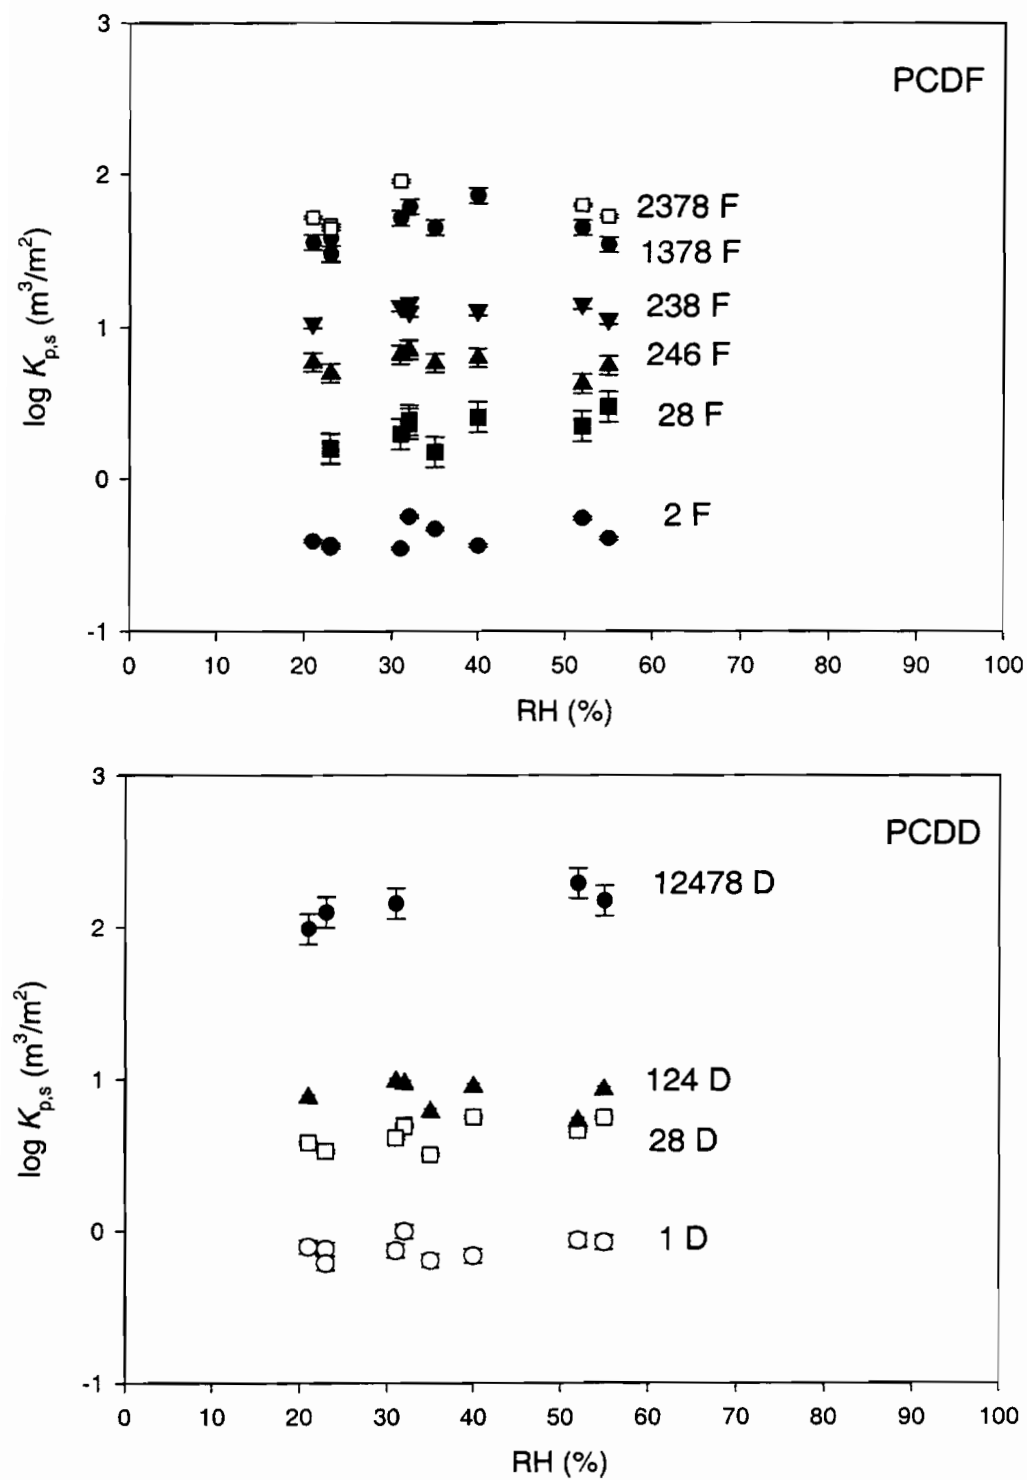 3
PCDF
2
2378 F
1378 F
238 F
1
246 F
28 F
0
2 F
-1
0 10 20 30 40 50 60 70 80 90 100
RH (%)
log Kp,s (m³/m²)
3
PCDD
12478 D
2
1
124 D
28 D
0
1 D
-1
0 10 20 30 40 50 60 70 80 90 100
RH (%)
log Kp,s (m³/m²)